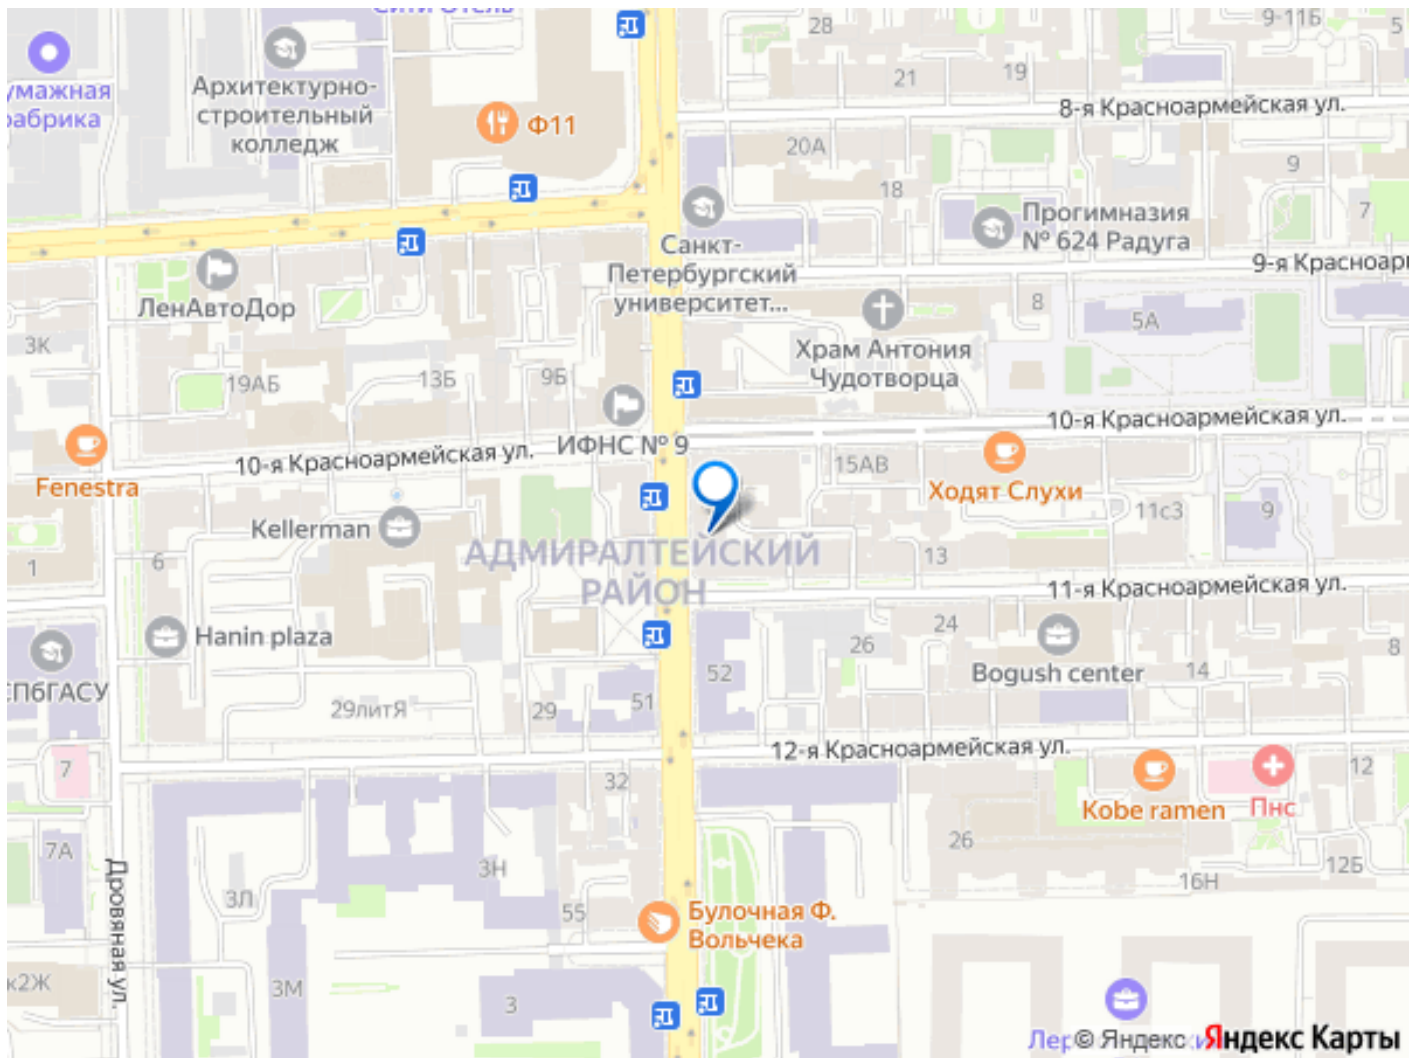 Сити Отель
28
9-11Б
5
умажная
фабрика
Архитектурно-
строительный
колледж
Ф11
21
19
8-я Красноармейская ул.
20А
18
9
7
Санкт-
Петербургский
университет...
Прогимназия
№ 624 Радуга
9-я Красноарм
ЛенАвтоДор
8
5А
3К
Храм Антония
Чудотворца
19АБ
13Б
9Б
ИФНС № 9
10-я Красноармейская ул.
10-я Красноармейская ул.
15АВ
Fenestra
Ходят Слухи
Kellerman
11с3
9
АДМИРАЛТЕЙСКИЙ
РАЙОН
13
1
6
11-я Красноармейская ул.
Hanin plaza
24
26
Bogush center
14
8
СПбГАСУ
52
51
29литЯ
29
12-я Красноармейская ул.
7
32
12
Kobe ramen
Пнс
7А
3Н
26
12Б
16Н
Дровяная ул.
3Л
55
Булочная Ф.
Вольчека
к2Ж
3М
3
Лер
© Яндекс
Яндекс Карты